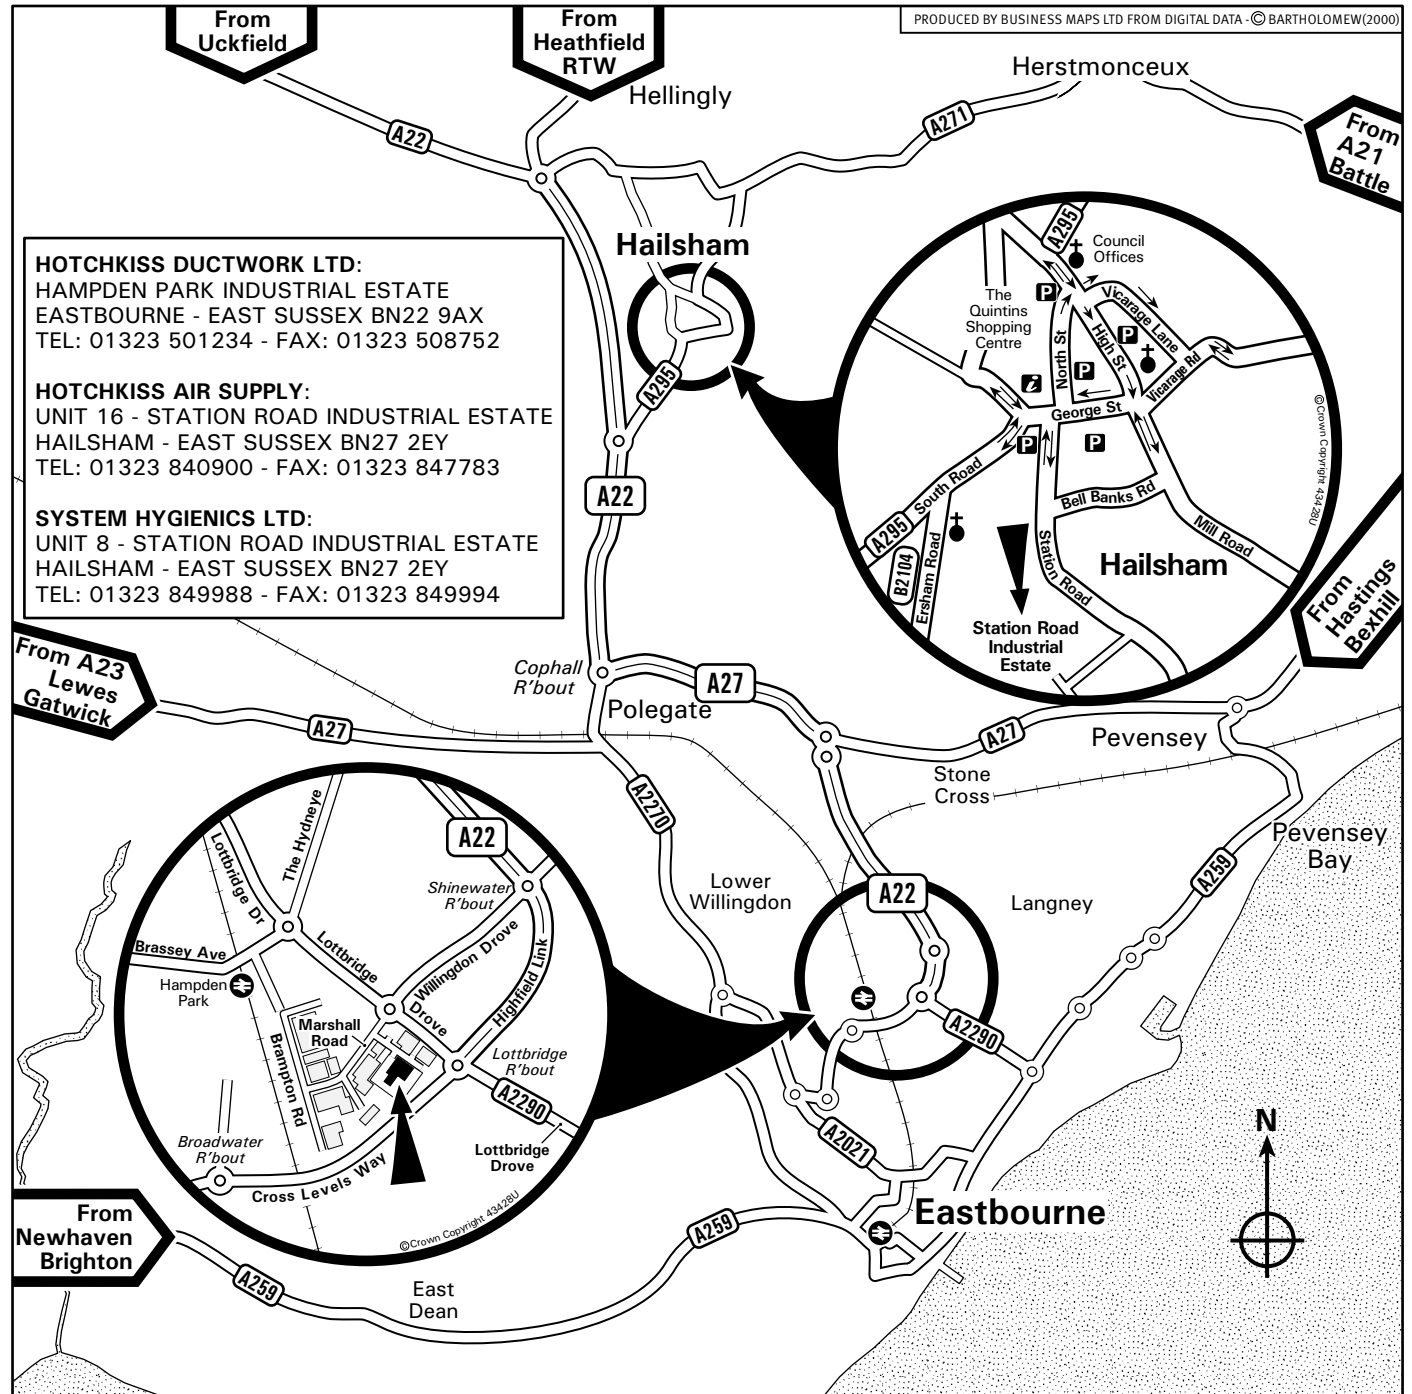 PRODUCED BY BUSINESS MAPS LTD FROM DIGITAL DATA - © BARTHOLOMEW(2000)
From
Uckfield
From
Heathfield
RTW
Hellingly
Herstmonceux
A22
A271
From
A21
Battle
Hailsham
HOTCHKISS DUCTWORK LTD:
HAMPDEN PARK INDUSTRIAL ESTATE
EASTBOURNE - EAST SUSSEX BN22 9AX
TEL: 01323 501234 - FAX: 01323 508752
HOTCHKISS AIR SUPPLY:
UNIT 16 - STATION ROAD INDUSTRIAL ESTATE
HAILSHAM - EAST SUSSEX BN27 2EY
TEL: 01323 840900 - FAX: 01323 847783
SYSTEM HYGIENICS LTD:
UNIT 8 - STATION ROAD INDUSTRIAL ESTATE
HAILSHAM - EAST SUSSEX BN27 2EY
TEL: 01323 849988 - FAX: 01323 849994
A295
A22
A295
Council
Offices
The
Quintins
Shopping
Centre
P
Vicarage Lane
P
High St
North St
P
i
Vicarage Rd
George St
P
P
South Road
Bell Banks Rd
A295
B2104
Ersham Road
Station Road
Mill Road
Hailsham
Station Road
Industrial
Estate
©Crown Copyright 43428U
From
Hastings
Bexhill
From A23
Lewes
Gatwick
Cophall
R'bout
A27
Polegate
A27
A27
Pevensey
Stone
Cross
A2270
Pevensey
Bay
A259
Lower
Willingdon
A22
Langney
A22
The Hydneye
Lottbridge Dr
Shinewater
R'bout
Brassey Ave
Lottbridge
Drove
Willingdon Drove
Highfield Link
Hampden
Park
Marshall
Road
Brampton Rd
Lottbridge
R'bout
A2290
Lottbridge
Drove
Broadwater
R'bout
Cross Levels Way
©Crown Copyright 43428U
A2290
A2021
N
Eastbourne
From
Newhaven
Brighton
A259
A259
East
Dean